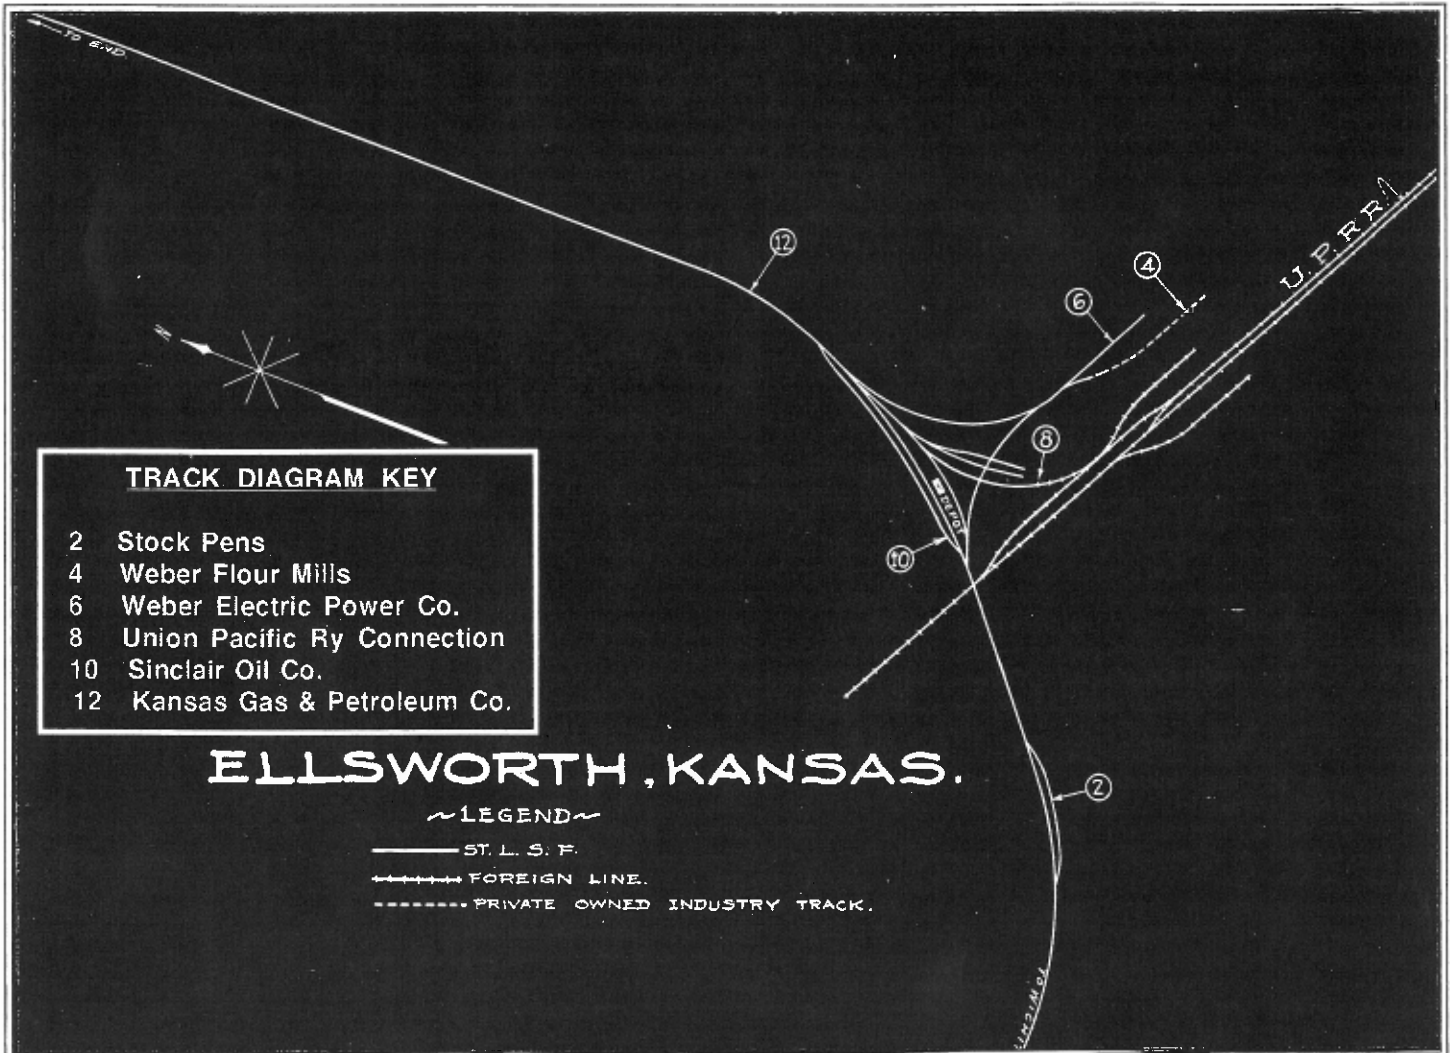 TO END.
12
4
6
U. P. R R
N
8
DEPOT
10
TRACK DIAGRAM KEY
2 Stock Pens
4 Weber Flour Mills
6 Weber Electric Power Co.
8 Union Pacific Ry Connection
10 Sinclair Oil Co.
12 Kansas Gas & Petroleum Co.
ELLSWORTH, KANSAS.
2
~LEGEND~
ST. L. S. F.
FOREIGN LINE.
PRIVATE OWNED INDUSTRY TRACK.